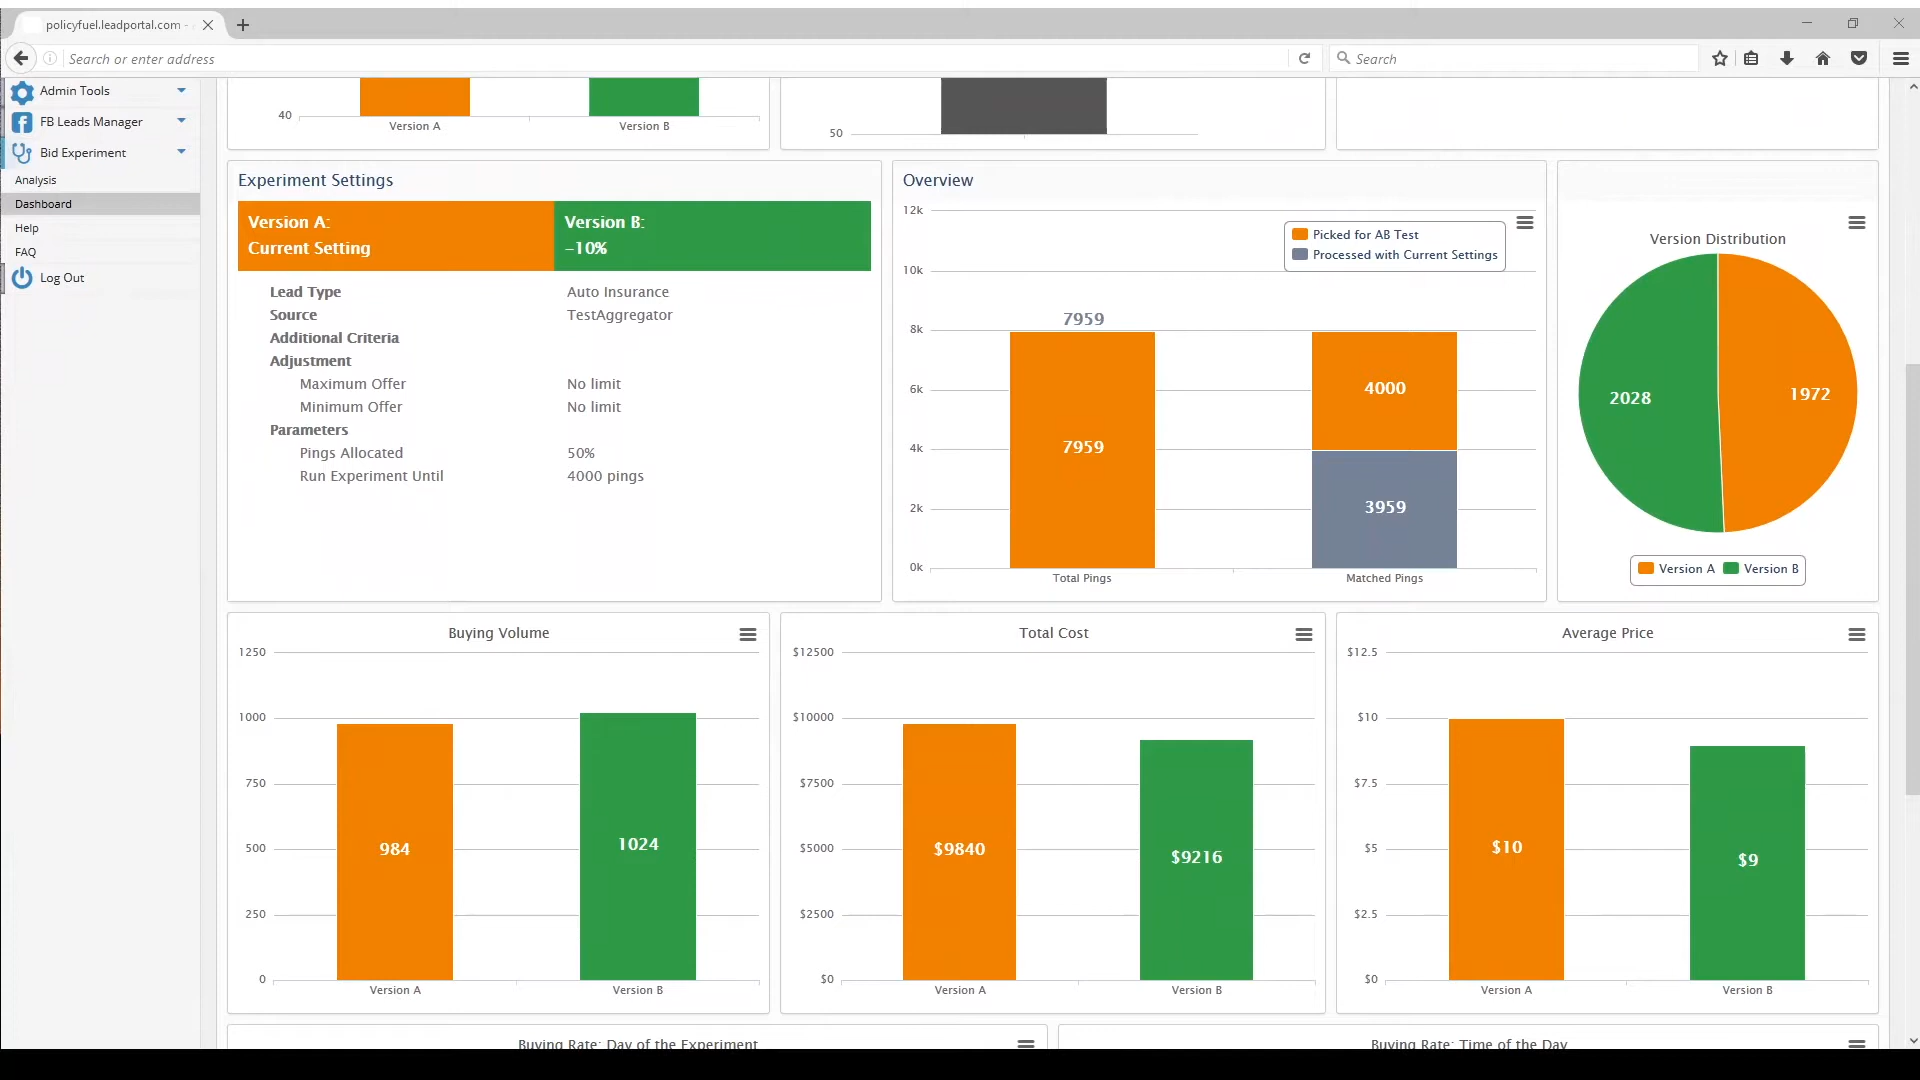 policyfuel.leadportal.com -
Search or enter address
Search
Admin Tools
FB Leads Manager
Bid Experiment
Analysis
Dashboard
Help
FAQ
Log Out
40
Version A
Version B
50
Experiment Settings
Version A:
Current Setting
Version B:
−10%
Lead Type
Auto Insurance
Source
TestAggregator
Additional Criteria
Adjustment
Maximum Offer
No limit
Minimum Offer
No limit
Parameters
Pings Allocated
50%
Run Experiment Until
4000 pings
Overview
12k
10k
8k
6k
4k
2k
0k
Picked for AB Test
Processed with Current Settings
7959
7959
4000
3959
Total Pings
Matched Pings
Version Distribution
2028
1972
Version A
Version B
Buying Volume
1250
1000
750
500
250
0
984
1024
Version A
Version B
Total Cost
$12500
$10000
$7500
$5000
$2500
$0
$9840
$9216
Version A
Version B
Average Price
$12.5
$10
$7.5
$5
$2.5
$0
$10
$9
Version A
Version B
Buying Rate: Day of the Experiment
Buying Rate: Time of the Day